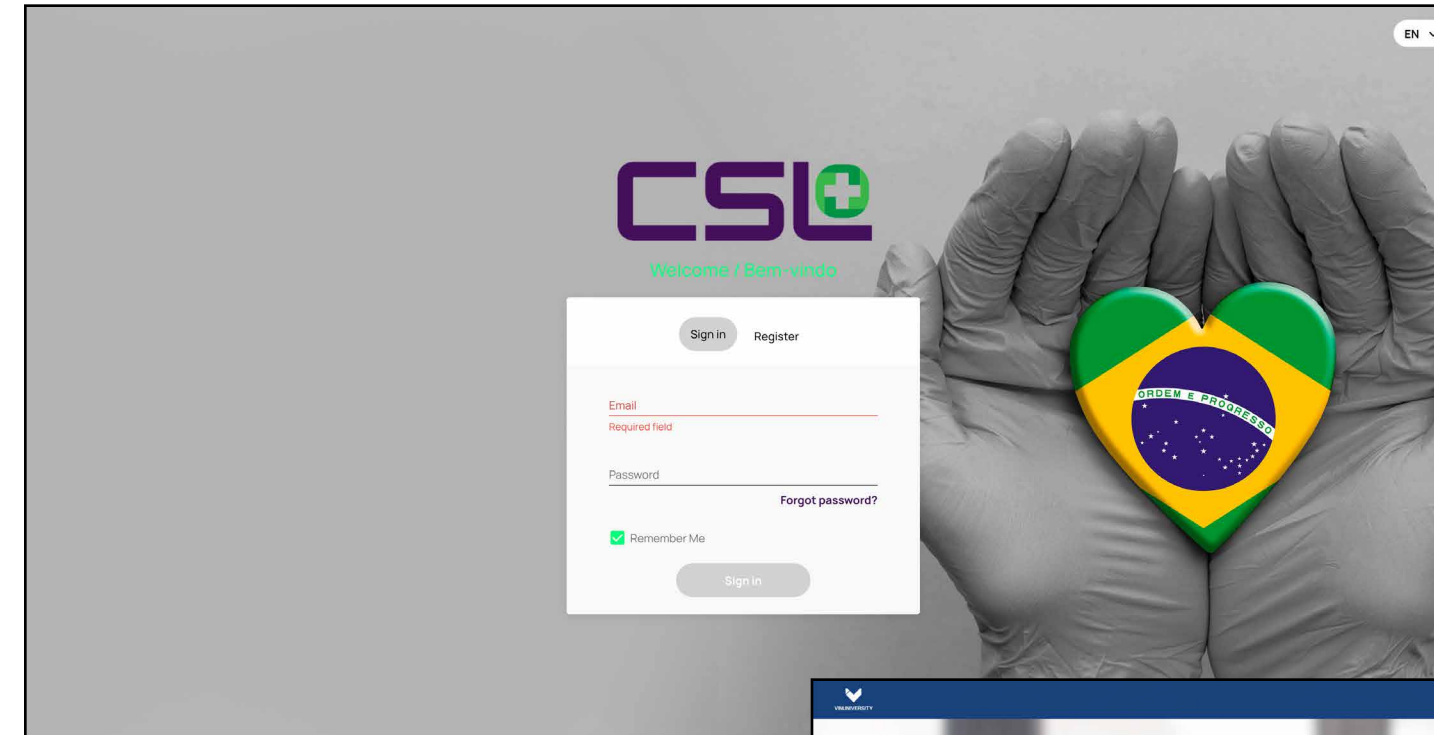 EN
CSL
Welcome / Bem-vindo
Sign in
Register
Email
Required field
Password
Forgot password?
Remember Me
Sign in
ORDEM E PROGRESSO
VINUNIVERSITY